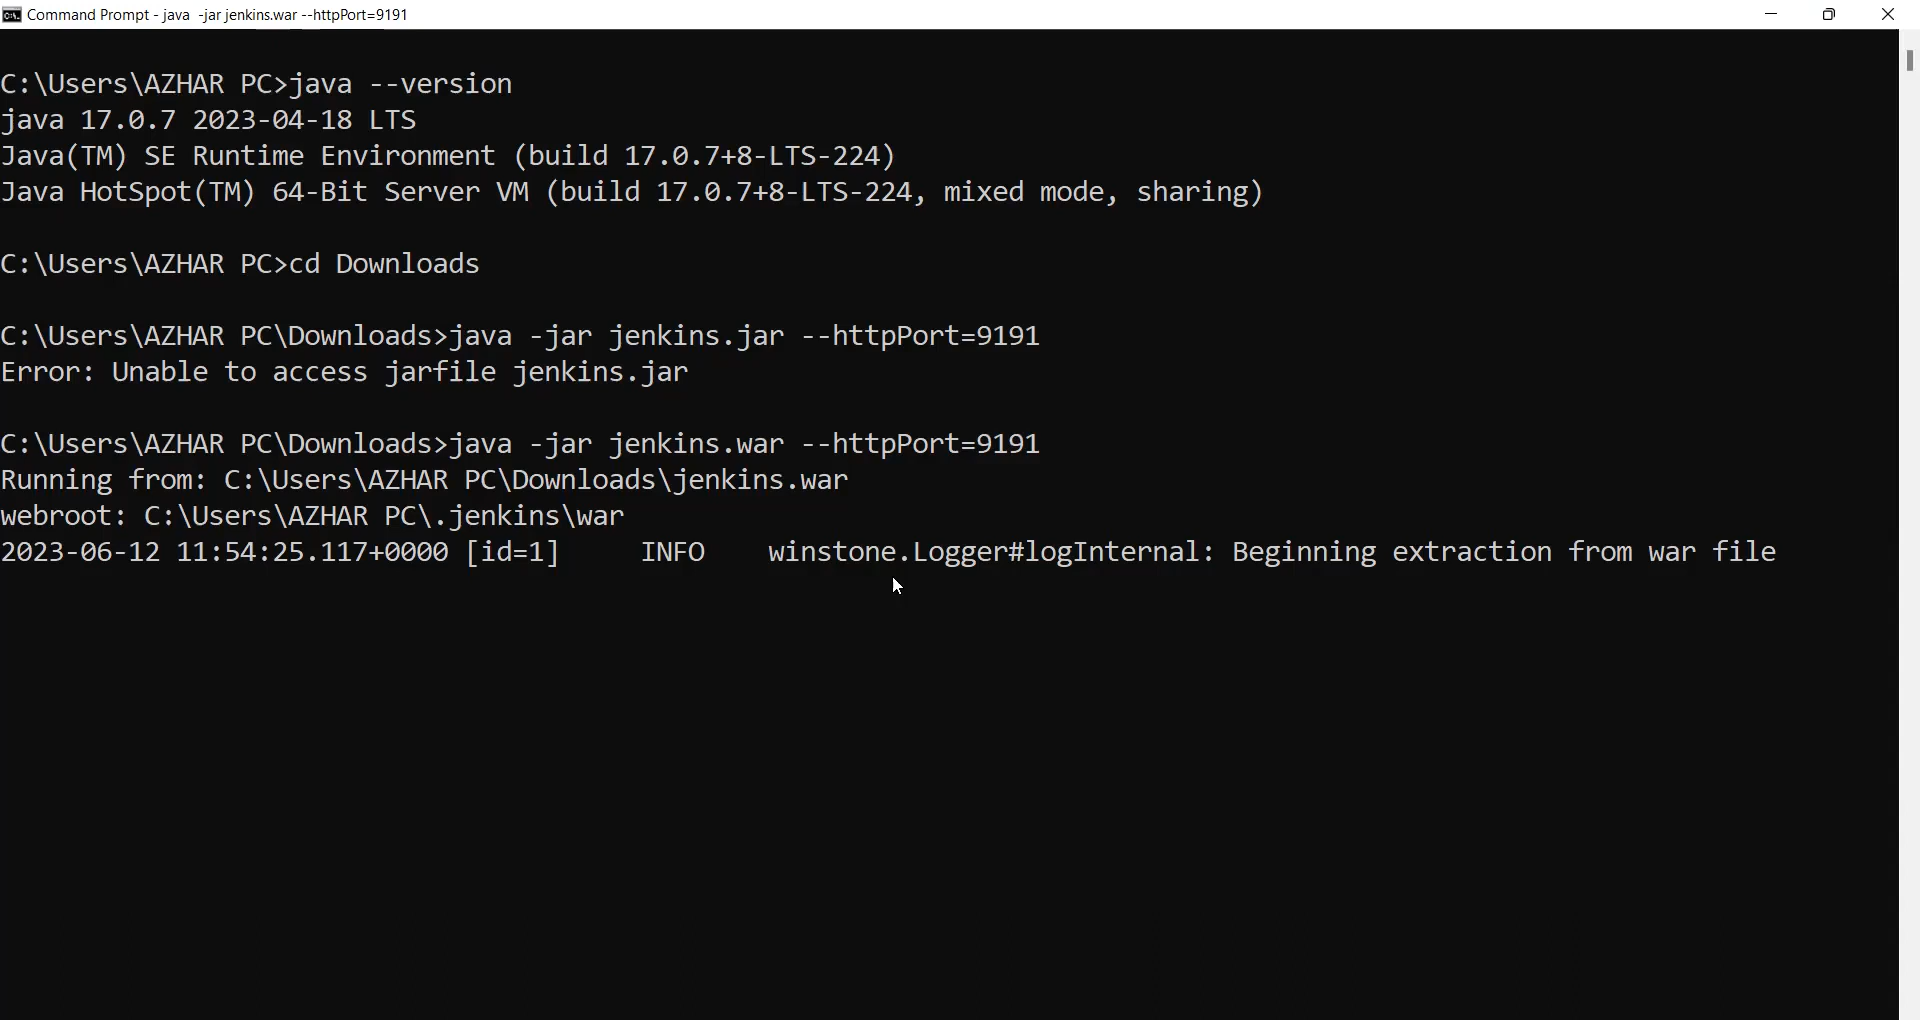 Command Prompt - java  -jar jenkins.war --httpPort=9191
C:\Users\AZHAR PC>java --version
java 17.0.7 2023-04-18 LTS
Java(TM) SE Runtime Environment (build 17.0.7+8-LTS-224)
Java HotSpot(TM) 64-Bit Server VM (build 17.0.7+8-LTS-224, mixed mode, sharing)
C:\Users\AZHAR PC>cd Downloads
C:\Users\AZHAR PC\Downloads>java -jar jenkins.jar --httpPort=9191
Error: Unable to access jarfile jenkins.jar
C:\Users\AZHAR PC\Downloads>java -jar jenkins.war --httpPort=9191
Running from: C:\Users\AZHAR PC\Downloads\jenkins.war
webroot: C:\Users\AZHAR PC\.jenkins\war
2023-06-12 11:54:25.117+0000 [id=1]     INFO    winstone.Logger#logInternal: Beginning extraction from war file